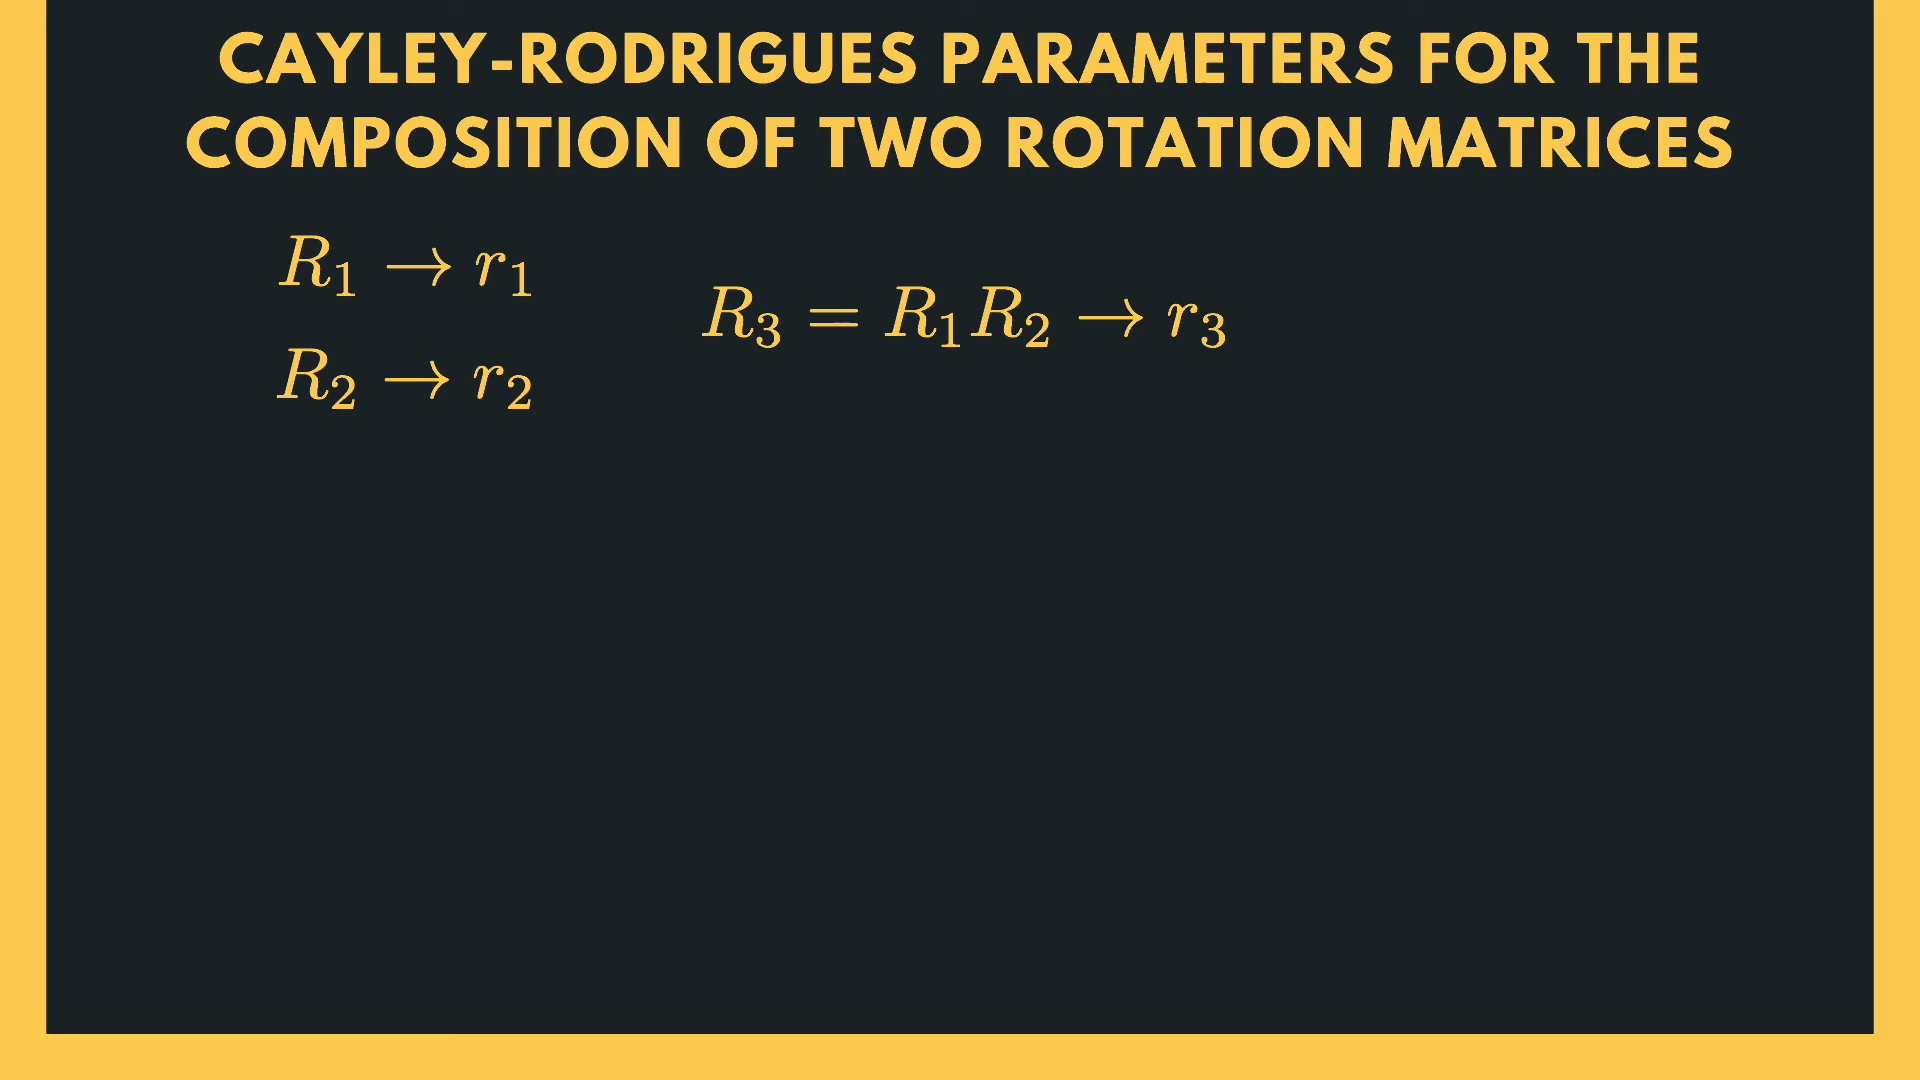 CAYLEY-RODRIGUES PARAMETERS FOR THE
COMPOSITION OF TWO ROTATION MATRICES
R₁ → r₁
R₃ = R₁R₂ → r₃
R₂ → r₂